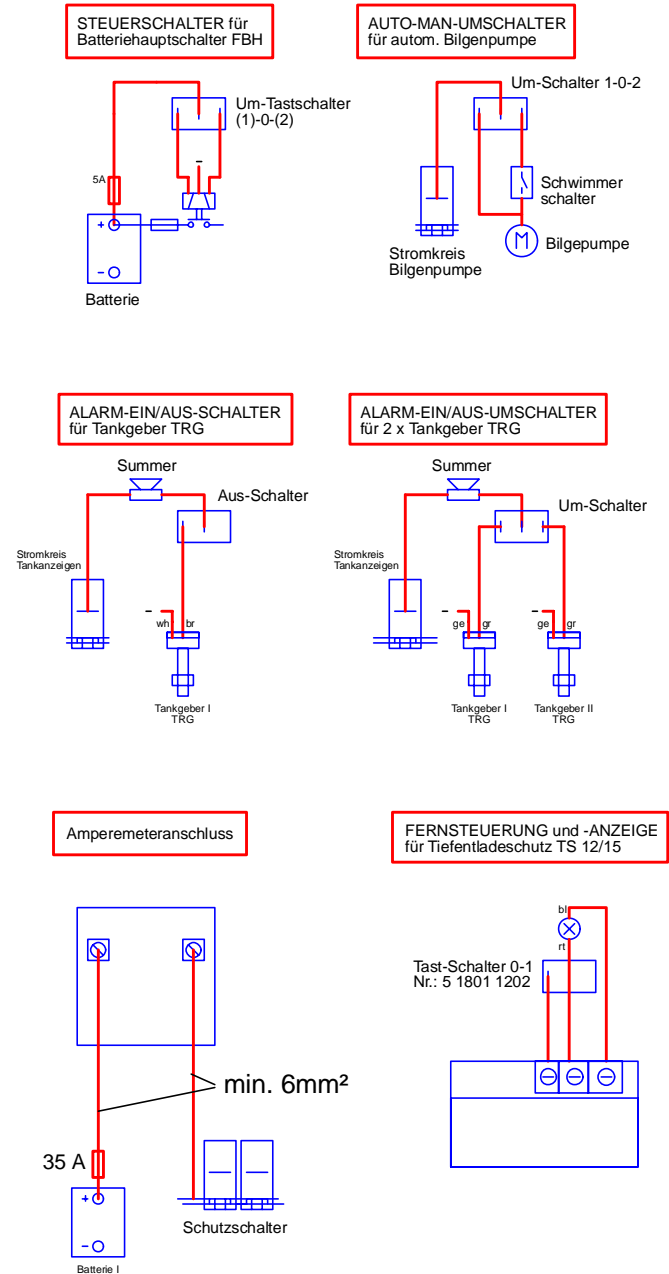 STEUERSCHALTER für
Batteriehauptschalter FBH
Um-Tastschalter
(1)-0-(2)
-
5A
+
-
Batterie
AUTO-MAN-UMSCHALTER
für autom. Bilgenpumpe
Um-Schalter 1-0-2
Schwimmer
schalter
M
Bilgepumpe
Stromkreis
Bilgenpumpe
ALARM-EIN/AUS-SCHALTER
für Tankgeber TRG
Summer
Aus-Schalter
Stromkreis
Tankanzeigen
-
wh br
Tankgeber I
TRG
ALARM-EIN/AUS-UMSCHALTER
für 2 x Tankgeber TRG
Summer
Um-Schalter
Stromkreis
Tankanzeigen
- -
ge gr ge gr
Tankgeber I
TRG
Tankgeber II
TRG
Amperemeteranschluss
min. 6mm²
35 A
+
-
Batterie I
Schutzschalter
FERNSTEUERUNG und -ANZEIGE
für Tiefentladeschutz TS 12/15
bl
rt
Tast-Schalter 0-1
Nr.: 5 1801 1202